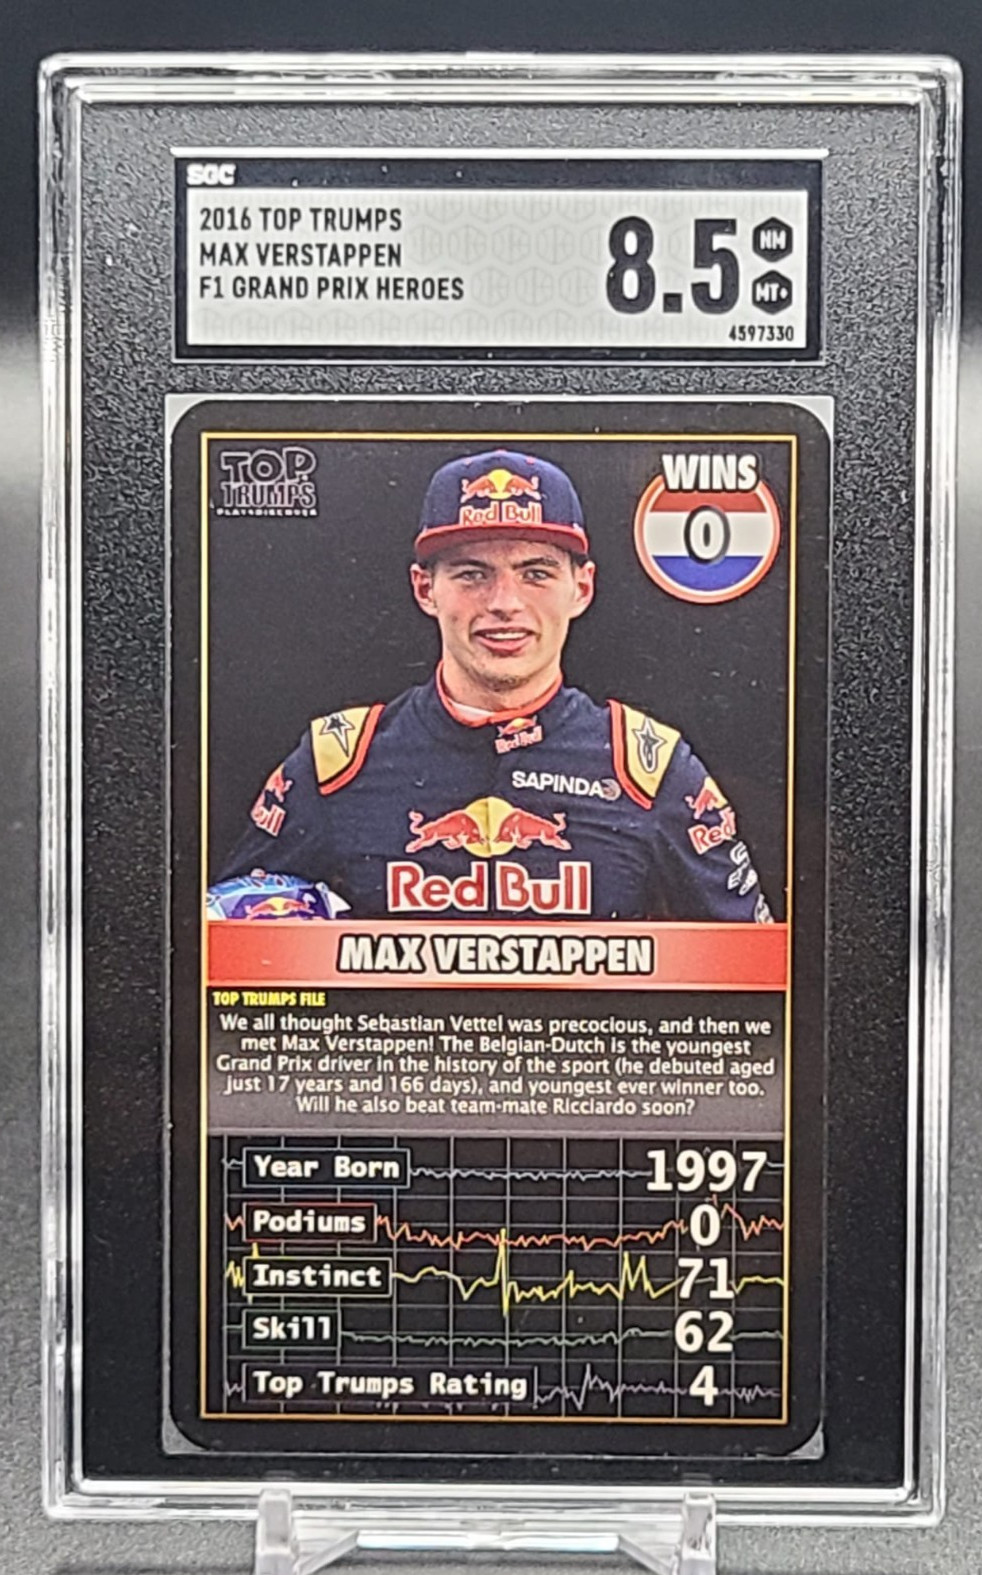 SGC
2016 TOP TRUMPS
MAX VERSTAPPEN
F1 GRAND PRIX HEROES
8.5
NM
MT+
4597330
TOP
TRUMPS
WINS
0
Red Bull
Red Bull
SAPINDA
Bull
Red
Red Bull
MAX VERSTAPPEN
TOP TRUMPS FILE
We all thought Sebastian Vettel was precocious, and then we
met Max Verstappen! The Belgian-Dutch is the youngest
Grand Prix driver in the history of the sport (he debuted aged
just 17 years and 166 days), and youngest ever winner too.
Will he also beat team-mate Ricciardo soon?
Year Born 1997
Podiums 0
Instinct 71
Skill 62
Top Trumps Rating 4